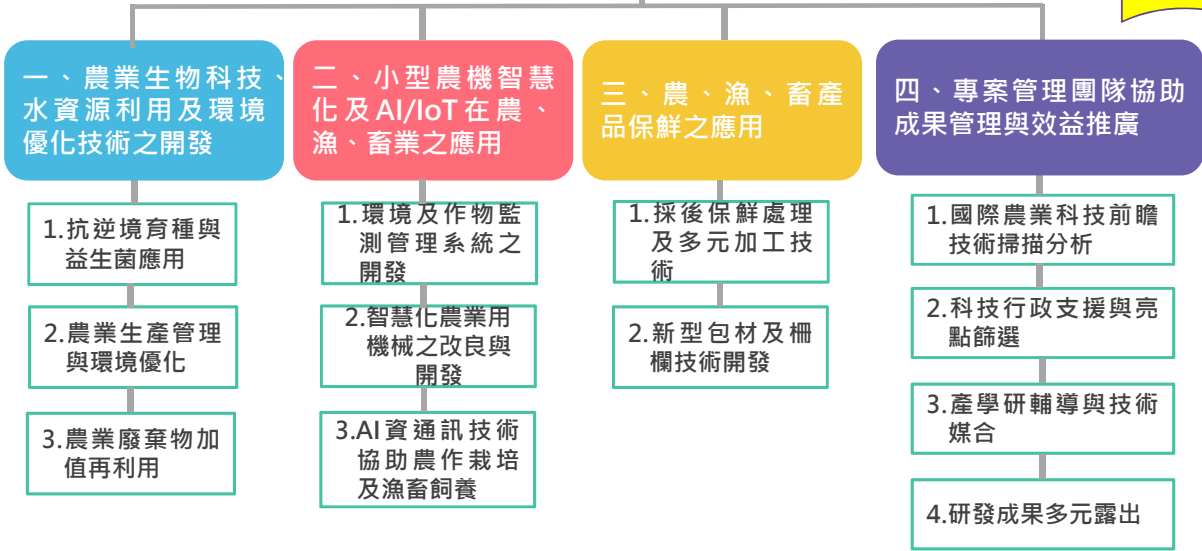 一、農業生物科技、
水資源利用及環境
優化技術之開發
二、小型農機智慧
化及AI/IoT在農、
漁、畜業之應用
三、農、漁、畜產
品保鮮之應用
四、專案管理團隊協助
成果管理與效益推廣
1.抗逆境育種與
益生菌應用
2.農業生產管理
與環境優化
3.農業廢棄物加
值再利用
1.環境及作物監
測管理系統之
開發
2.智慧化農業用
機械之改良與
開發
3.AI資通訊技術
協助農作栽培
及漁畜飼養
1.採後保鮮處理
及多元加工技
術
2.新型包材及柵
欄技術開發
1.國際農業科技前瞻
技術掃描分析
2.科技行政支援與亮
點篩選
3.產學研輔導與技術
媒合
4.研發成果多元露出